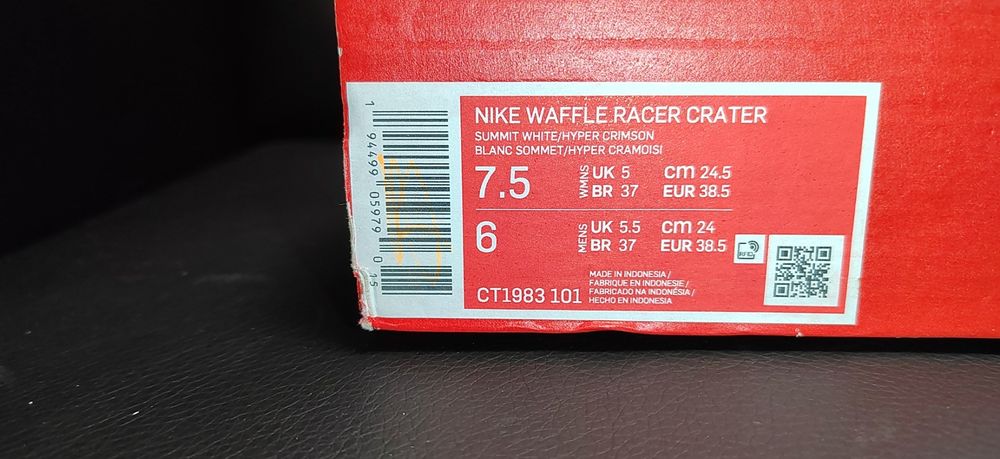 NIKE WAFFLE RACER CRATER
SUMMIT WHITE/HYPER CRIMSON
BLANC SOMMET/HYPER CRAMOISI
7.5 WMNS UK 5 cm 24.5
BR 37 EUR 38.5
6 MENS UK 5.5 cm 24
BR 37 EUR 38.5
RFID
MADE IN INDONESIA /
FABRIQUE EN INDONESIE /
FABRICADO NA INDONÉSIA /
HECHO EN INDONESIA
CT1983 101
1 94499 05979 0 15